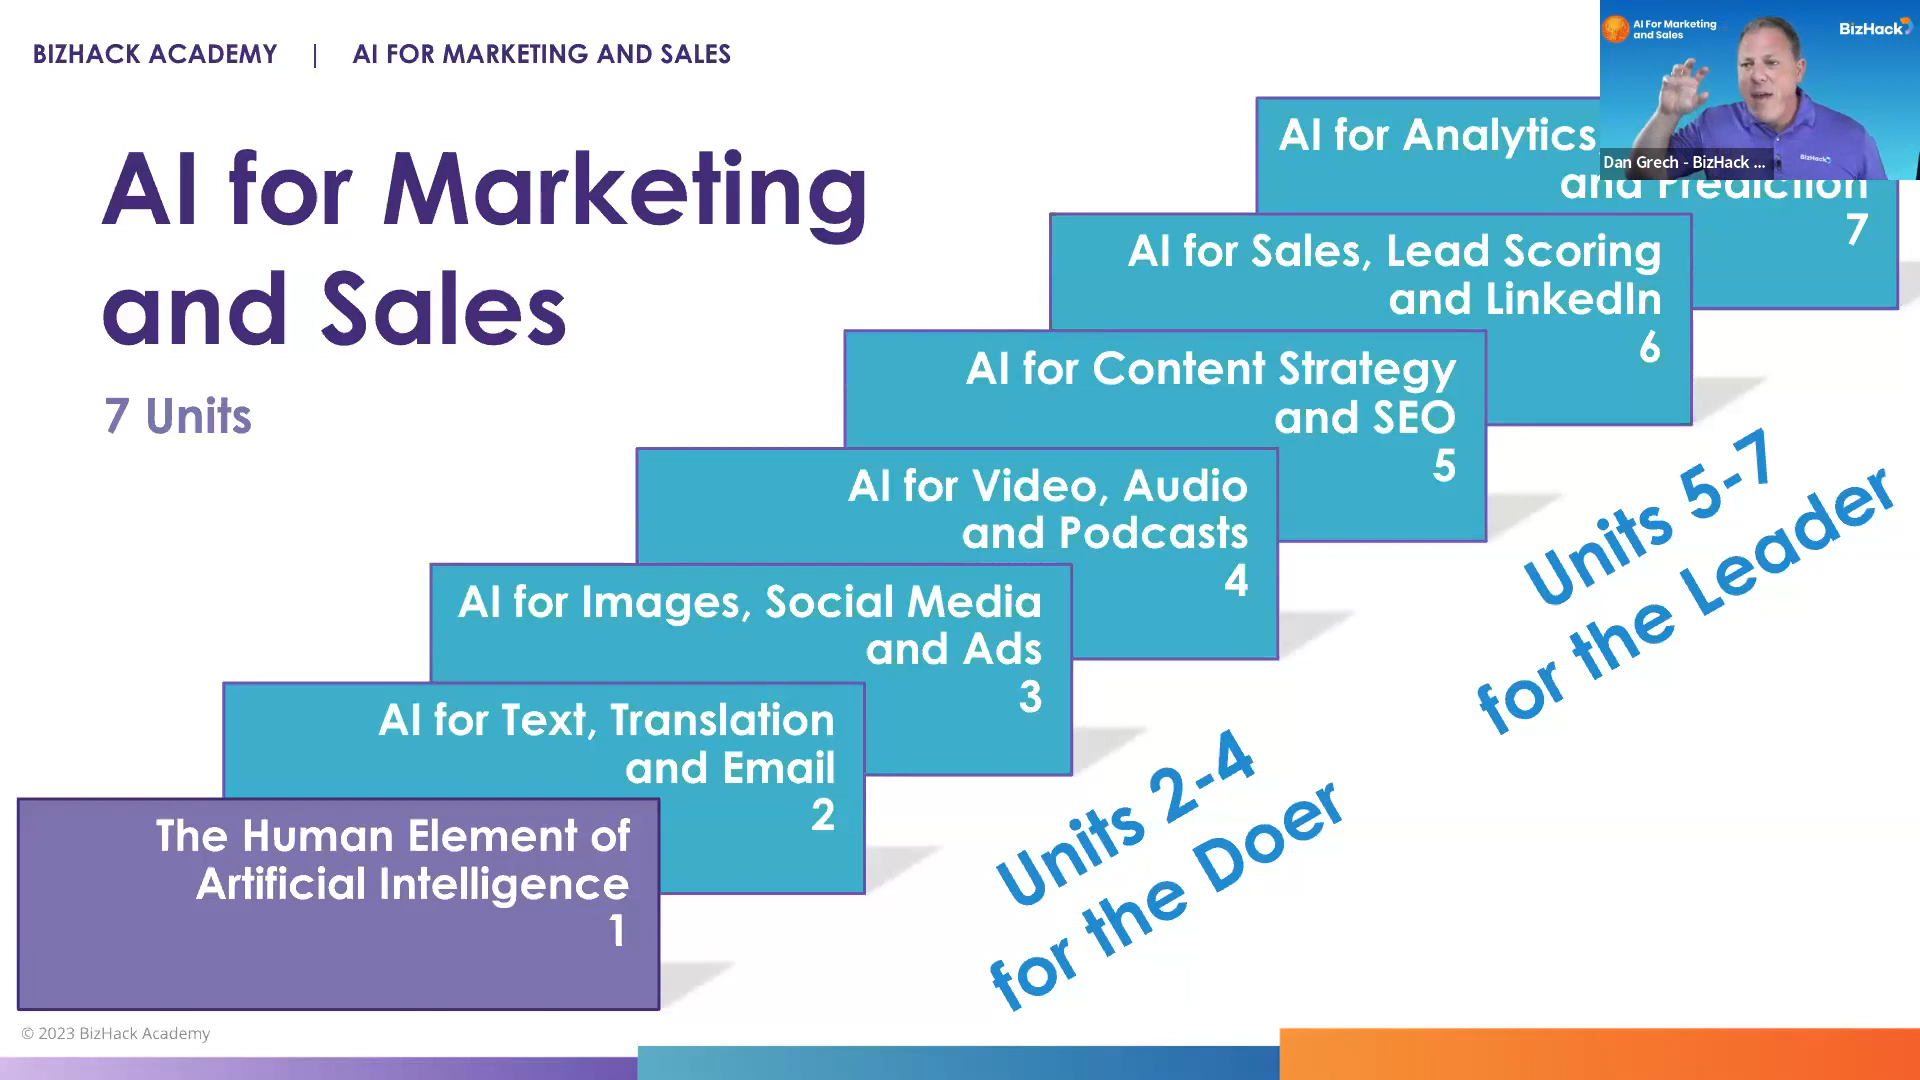 BIZHACK ACADEMY | AI FOR MARKETING AND SALES
AI for Marketing
and Sales
7 Units
AI For Marketing
and Sales
BizHack
BizHack
Dan Grech - BizHack ...
AI for Analytics,
and Prediction
7
AI for Sales, Lead Scoring
and LinkedIn
6
AI for Content Strategy
and SEO
5
AI for Video, Audio
and Podcasts
4
AI for Images, Social Media
and Ads
3
AI for Text, Translation
and Email
2
The Human Element of
Artificial Intelligence
1
Units 5-7
for the Leader
Units 2-4
for the Doer
© 2023 BizHack Academy